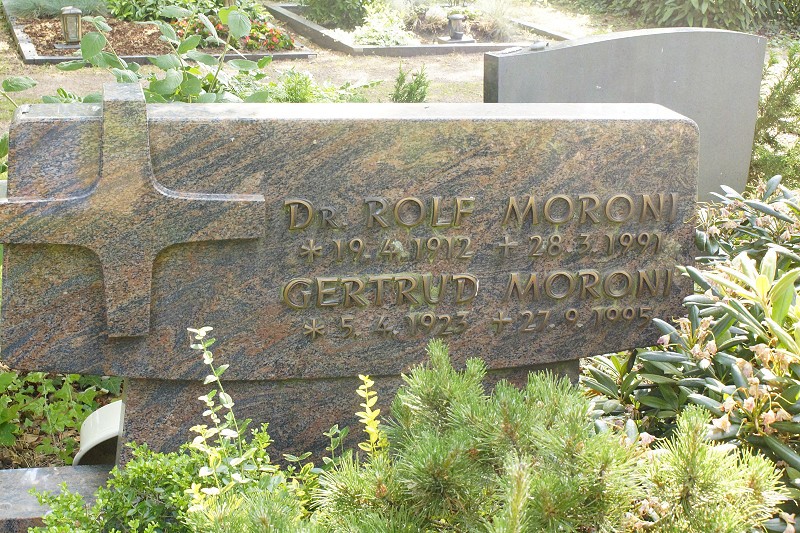 DR. ROLF MORONI
* 19. 4. 1912 + 28. 3. 1991
GERTRUD MORONI
* 5. 4. 1923 + 27. 9. 1995